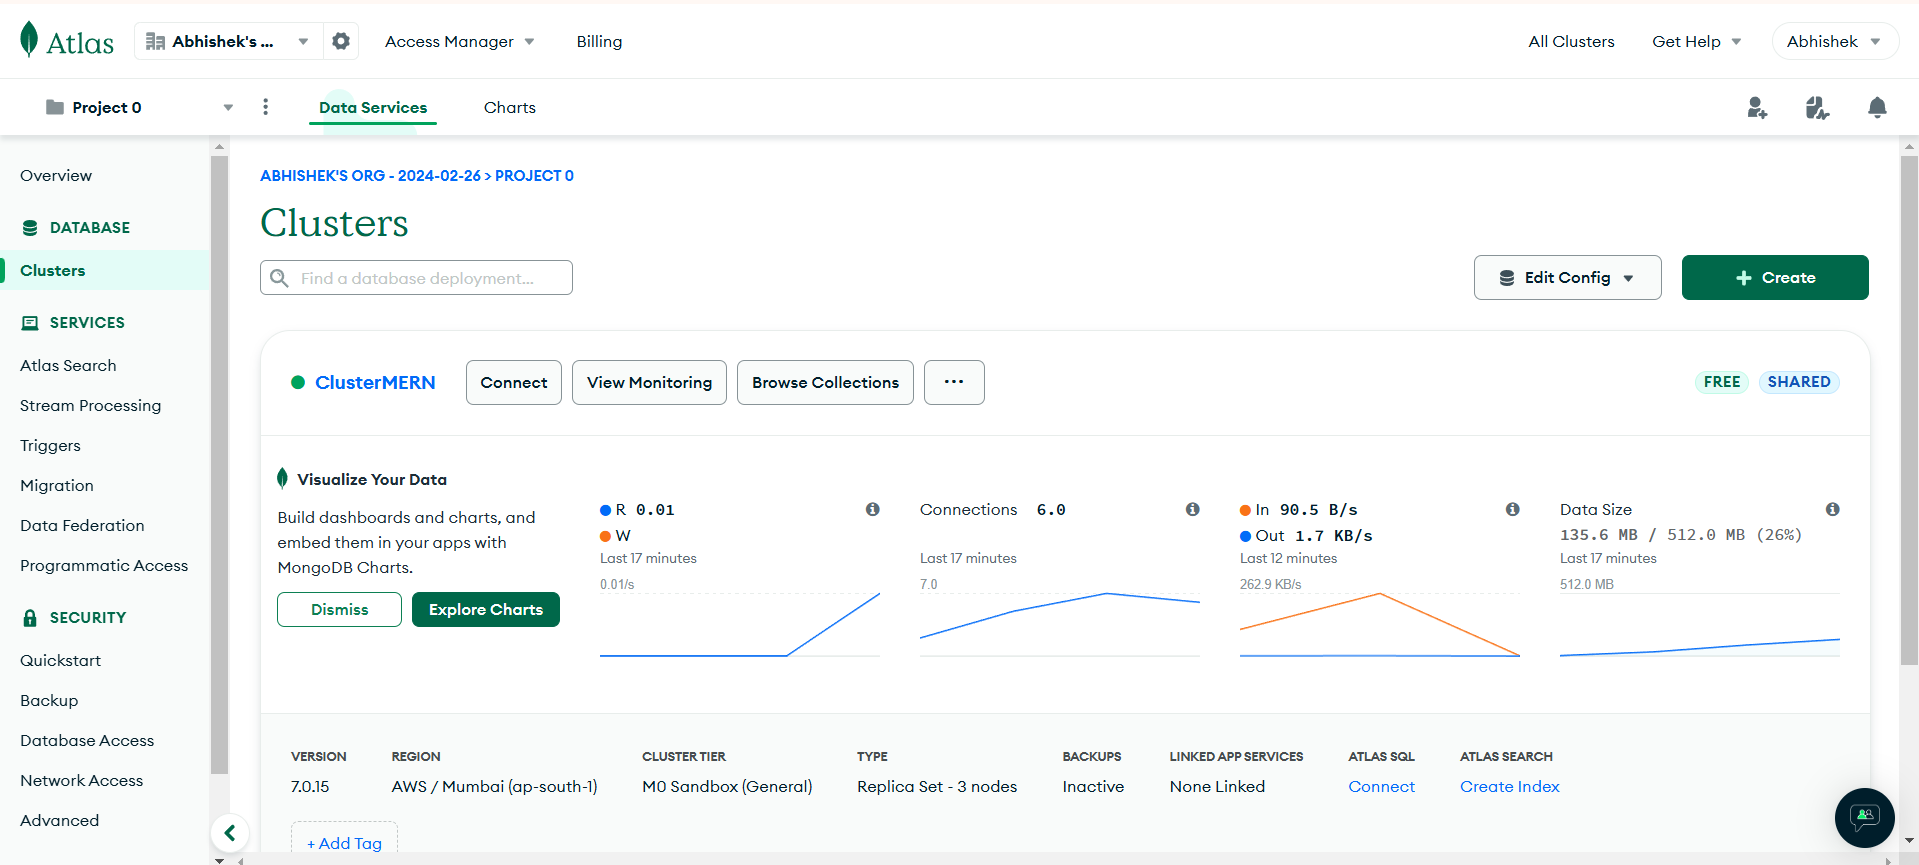 Atlas
Abhishek's ...
Access Manager
Billing
All Clusters
Get Help
Abhishek
Project 0
Data Services
Charts
Overview
DATABASE
Clusters
SERVICES
Atlas Search
Stream Processing
Triggers
Migration
Data Federation
Programmatic Access
SECURITY
Quickstart
Backup
Database Access
Network Access
Advanced
ABHISHEK'S ORG - 2024-02-26 > PROJECT 0
Clusters
Find a database deployment...
Edit Config
+ Create
ClusterMERN
Connect
View Monitoring
Browse Collections
...
FREE
SHARED
Visualize Your Data
Build dashboards and charts, and
embed them in your apps with
MongoDB Charts.
Dismiss
Explore Charts
R 0.01
W
Last 17 minutes
0.01/s
Connections 6.0
Last 17 minutes
7.0
In 90.5 B/s
Out 1.7 KB/s
Last 12 minutes
262.9 KB/s
Data Size
135.6 MB / 512.0 MB (26%)
Last 17 minutes
512.0 MB
VERSION
7.0.15
REGION
AWS / Mumbai (ap-south-1)
CLUSTER TIER
M0 Sandbox (General)
TYPE
Replica Set - 3 nodes
BACKUPS
Inactive
LINKED APP SERVICES
None Linked
ATLAS SQL
Connect
ATLAS SEARCH
Create Index
+ Add Tag